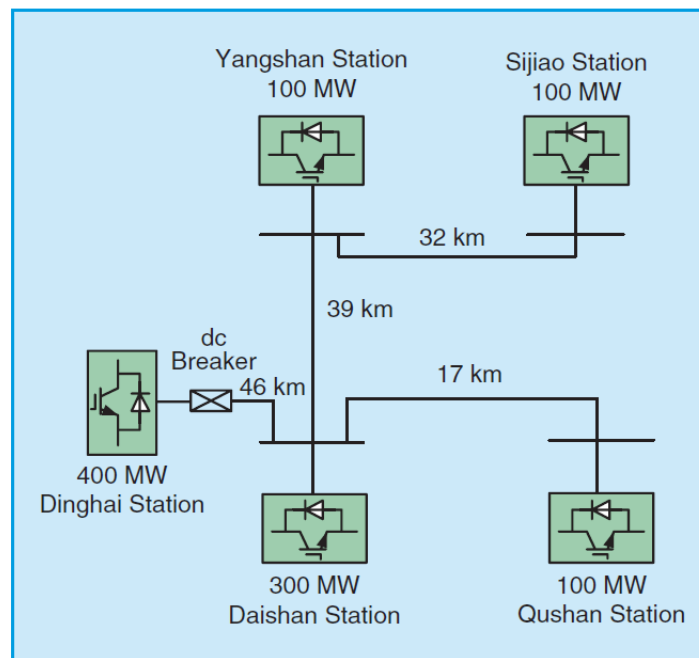 Yangshan Station
100 MW
Sijiao Station
100 MW
32 km
39 km
dc
Breaker
46 km
17 km
400 MW
Dinghai Station
300 MW
Daishan Station
100 MW
Qushan Station